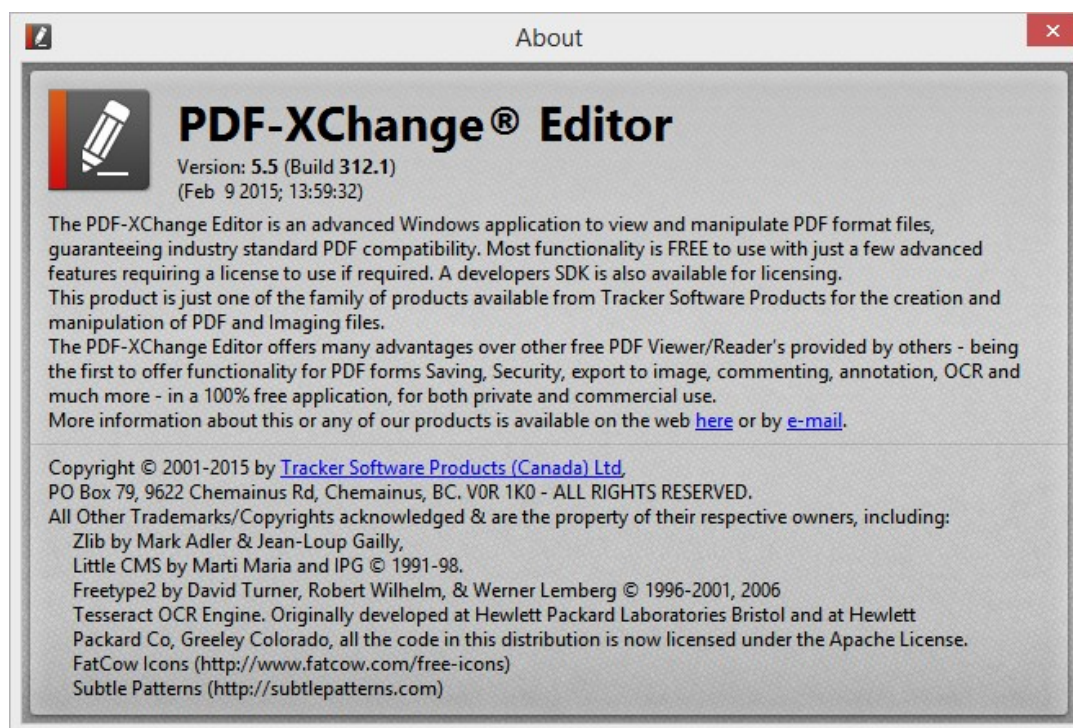 About
PDF-XChange® Editor
Version: 5.5 (Build 312.1)
(Feb  9 2015; 13:59:32)
The PDF-XChange Editor is an advanced Windows application to view and manipulate PDF format files,
guaranteeing industry standard PDF compatibility. Most functionality is FREE to use with just a few advanced
features requiring a license to use if required. A developers SDK is also available for licensing.
This product is just one of the family of products available from Tracker Software Products for the creation and
manipulation of PDF and Imaging files.
The PDF-XChange Editor offers many advantages over other free PDF Viewer/Reader's provided by others - being
the first to offer functionality for PDF forms Saving, Security, export to image, commenting, annotation, OCR and
much more - in a 100% free application, for both private and commercial use.
More information about this or any of our products is available on the web here or by e-mail.
Copyright © 2001-2015 by Tracker Software Products (Canada) Ltd,
PO Box 79, 9622 Chemainus Rd, Chemainus, BC. V0R 1K0 - ALL RIGHTS RESERVED.
All Other Trademarks/Copyrights acknowledged & are the property of their respective owners, including:
Zlib by Mark Adler & Jean-Loup Gailly,
Little CMS by Marti Maria and IPG © 1991-98.
Freetype2 by David Turner, Robert Wilhelm, & Werner Lemberg © 1996-2001, 2006
Tesseract OCR Engine. Originally developed at Hewlett Packard Laboratories Bristol and at Hewlett
Packard Co, Greeley Colorado, all the code in this distribution is now licensed under the Apache License.
FatCow Icons (http://www.fatcow.com/free-icons)
Subtle Patterns (http://subtlepatterns.com)